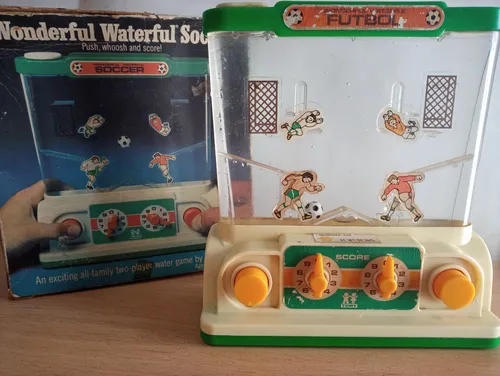 Wonderful Waterful Soc
Push, whoosh and score!
SOCCER
An exciting all-family two-player water game by
FUTBOL
SCORE
TOMY